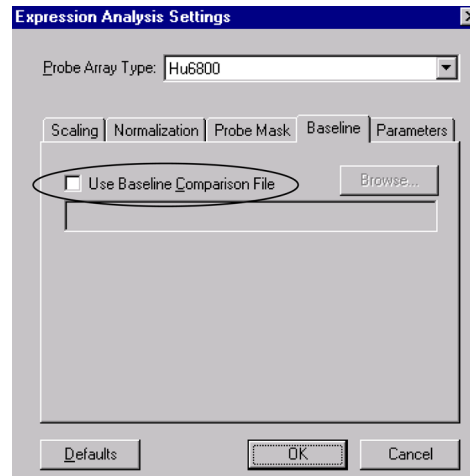 Expression Analysis Settings
Probe Array Type: Hu6800
Scaling Normalization Probe Mask Baseline Parameters
Use Baseline Comparison File Browse...
Defaults OK Cancel